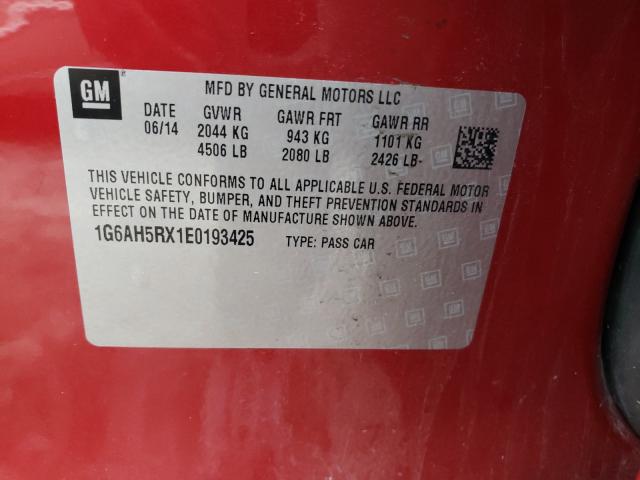 GM
MFD BY GENERAL MOTORS LLC
DATE GVWR GAWR FRT GAWR RR
06/14 2044 KG 943 KG 1101 KG
4506 LB 2080 LB 2426 LB
THIS VEHICLE CONFORMS TO ALL APPLICABLE U.S. FEDERAL MOTOR
VEHICLE SAFETY, BUMPER, AND THEFT PREVENTION STANDARDS IN
EFFECT ON THE DATE OF MANUFACTURE SHOWN ABOVE.
1G6AH5RX1E0193425 TYPE: PASS CAR